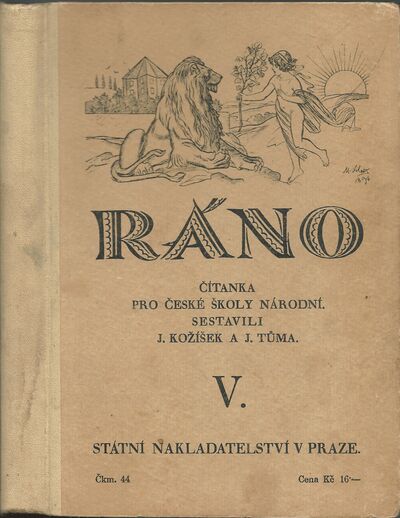 RÁNO
ČÍTANKA
PRO ČESKÉ ŠKOLY NÁRODNÍ.
SESTAVILI
J. KOŽÍŠEK A J. TŮMA.
V.
STÁTNÍ NAKLADATELSTVÍ V PRAZE.
Čkm. 44
Cena Kč 16·—